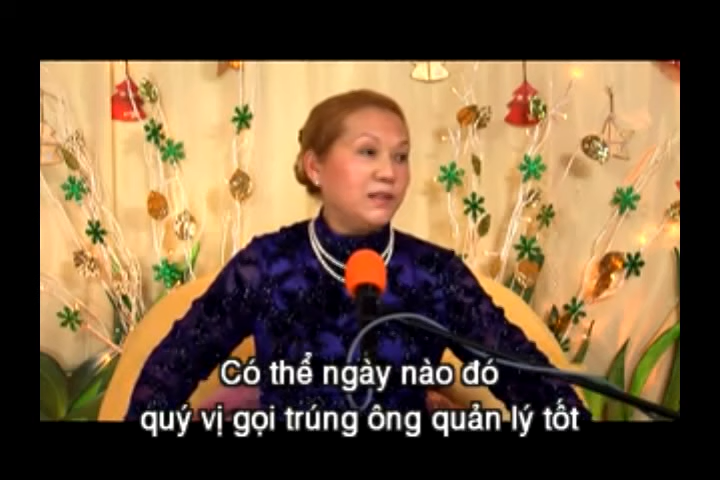 Có thể ngày nào đó
quý vị gọi trúng ông quản lý tốt